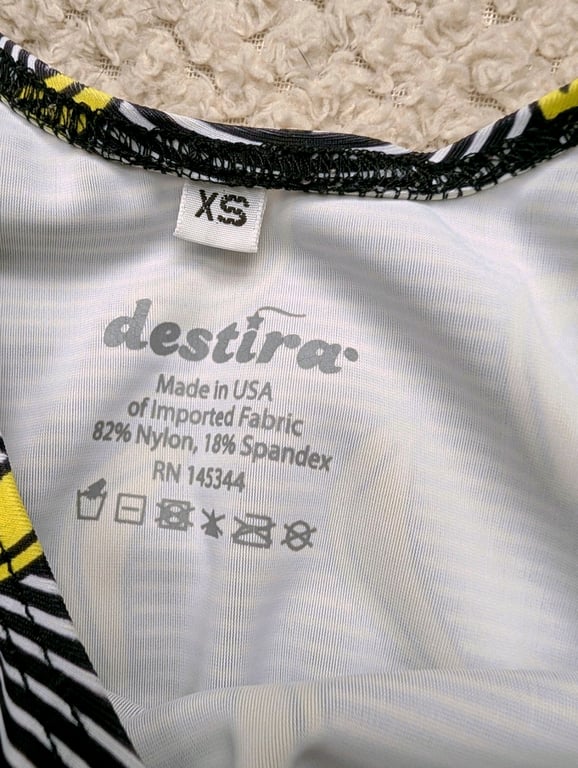 XS
destira
Made in USA
of Imported Fabric
82% Nylon, 18% Spandex
RN 145344